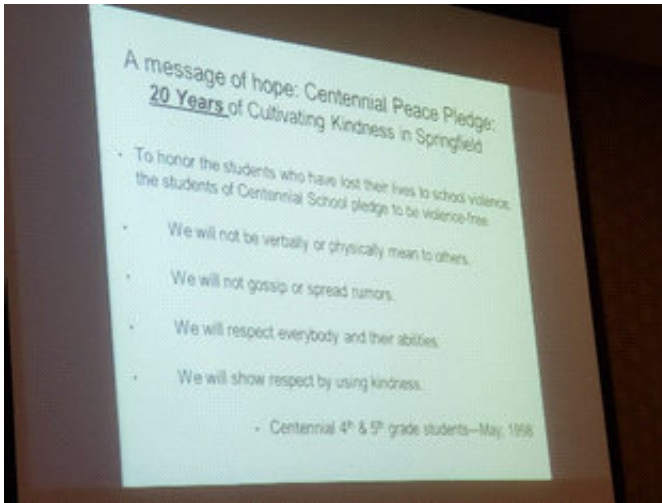 A message of hope: Centennial Peace Pledge:
20 Years of Cultivating Kindness in Springfield
· To honor the students who have lost their lives to school violence,
the students of Centennial School pledge to be violence-free.
· We will not be verbally or physically mean to others.
· We will not gossip or spread rumors.
· We will respect everybody and their abilities.
· We will show respect by using kindness.
- Centennial 4th & 5th grade students—May, 1998